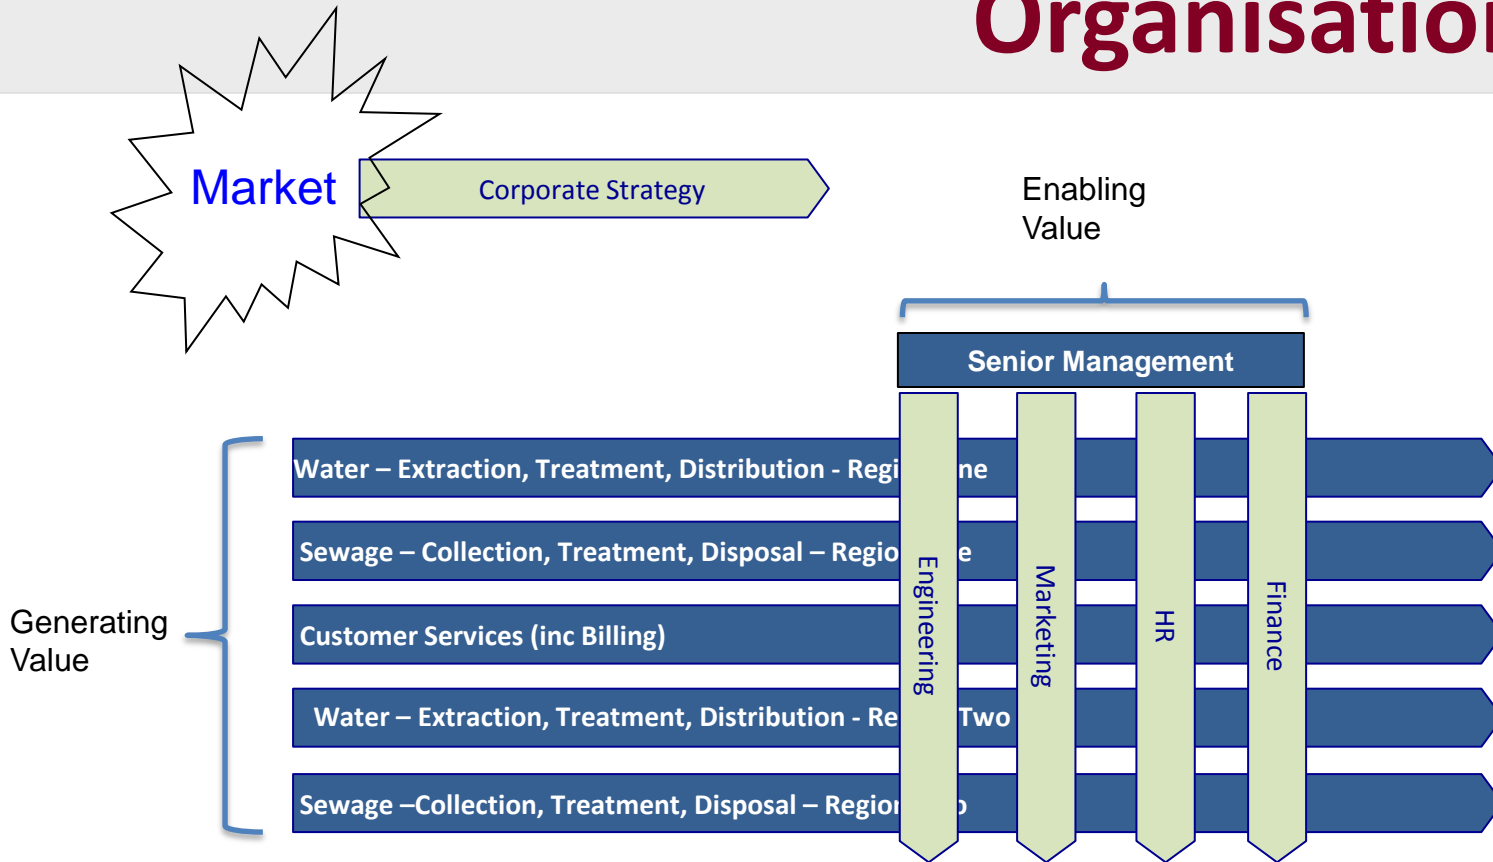 Organisation
Market
Corporate Strategy
Enabling
Value
Senior Management
Water – Extraction, Treatment, Distribution - Regi ne
Sewage – Collection, Treatment, Disposal – Regio e
Customer Services (inc Billing)
Water – Extraction, Treatment, Distribution - Re Two
Sewage –Collection, Treatment, Disposal – Region o
Generating
Value
Engineering
Marketing
HR
Finance